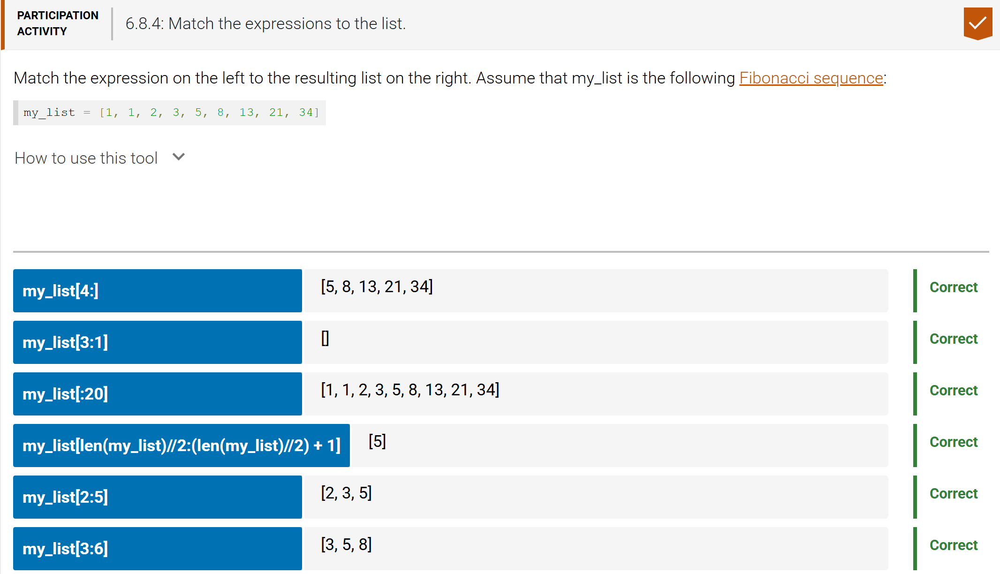 PARTICIPATION
ACTIVITY
6.8.4: Match the expressions to the list.
Match the expression on the left to the resulting list on the right. Assume that my_list is the following Fibonacci sequence:
my_list = [1, 1, 2, 3, 5, 8, 13, 21, 34]
How to use this tool
my_list[4:] [5, 8, 13, 21, 34] Correct
my_list[3:1] [] Correct
my_list[:20] [1, 1, 2, 3, 5, 8, 13, 21, 34] Correct
my_list[len(my_list)//2:(len(my_list)//2) + 1] [5] Correct
my_list[2:5] [2, 3, 5] Correct
my_list[3:6] [3, 5, 8] Correct